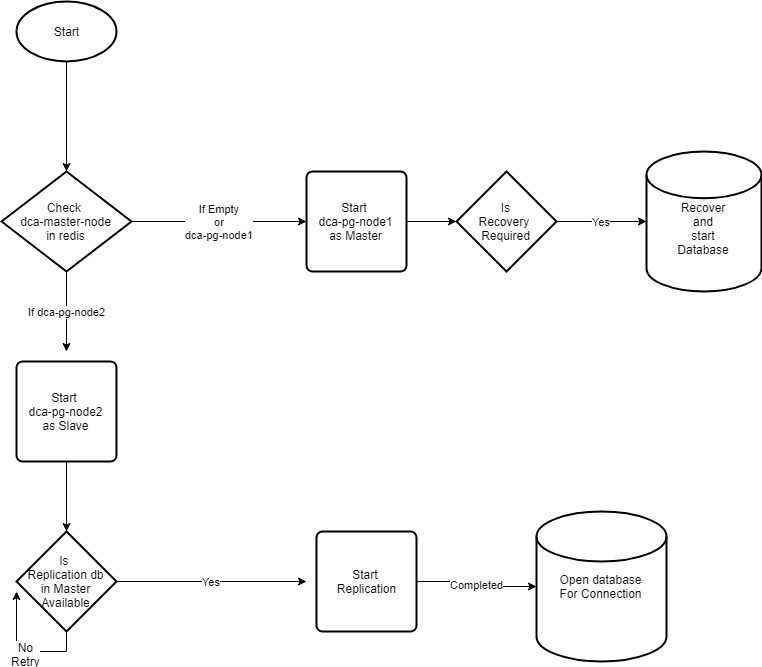 Start
Check
dca-master-node
in redis
If Empty
or
dca-pg-node1
Start
dca-pg-node1
as Master
Is
Recovery
Required
Yes
Recover
and
start
Database
If dca-pg-node2
Start
dca-pg-node2
as Slave
Is
Replication db
in Master
Available
Yes
Start
Replication
Completed
Open database
For Connection
No
Retry